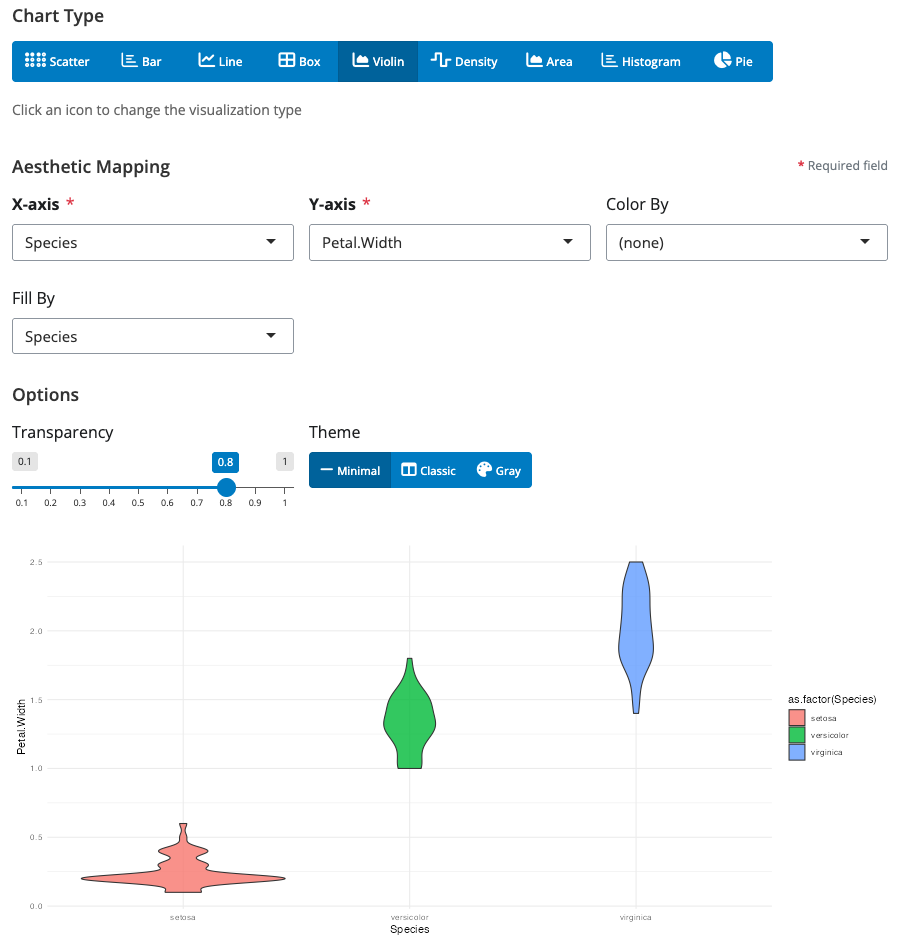 Chart Type
Scatter Bar Line Box Violin Density Area Histogram Pie
Click an icon to change the visualization type
Aesthetic Mapping * Required field
X-axis * Y-axis * Color By
Species Petal.Width (none)
Fill By
Species
Options
Transparency Theme
0.1 0.8 1
Minimal Classic Gray
0.1 0.2 0.3 0.4 0.5 0.6 0.7 0.8 0.9 1
2.5
2.0
1.5
1.0
0.5
0.0
Petal.Width
as.factor(Species)
setosa
versicolor
virginica
setosa versicolor virginica
Species